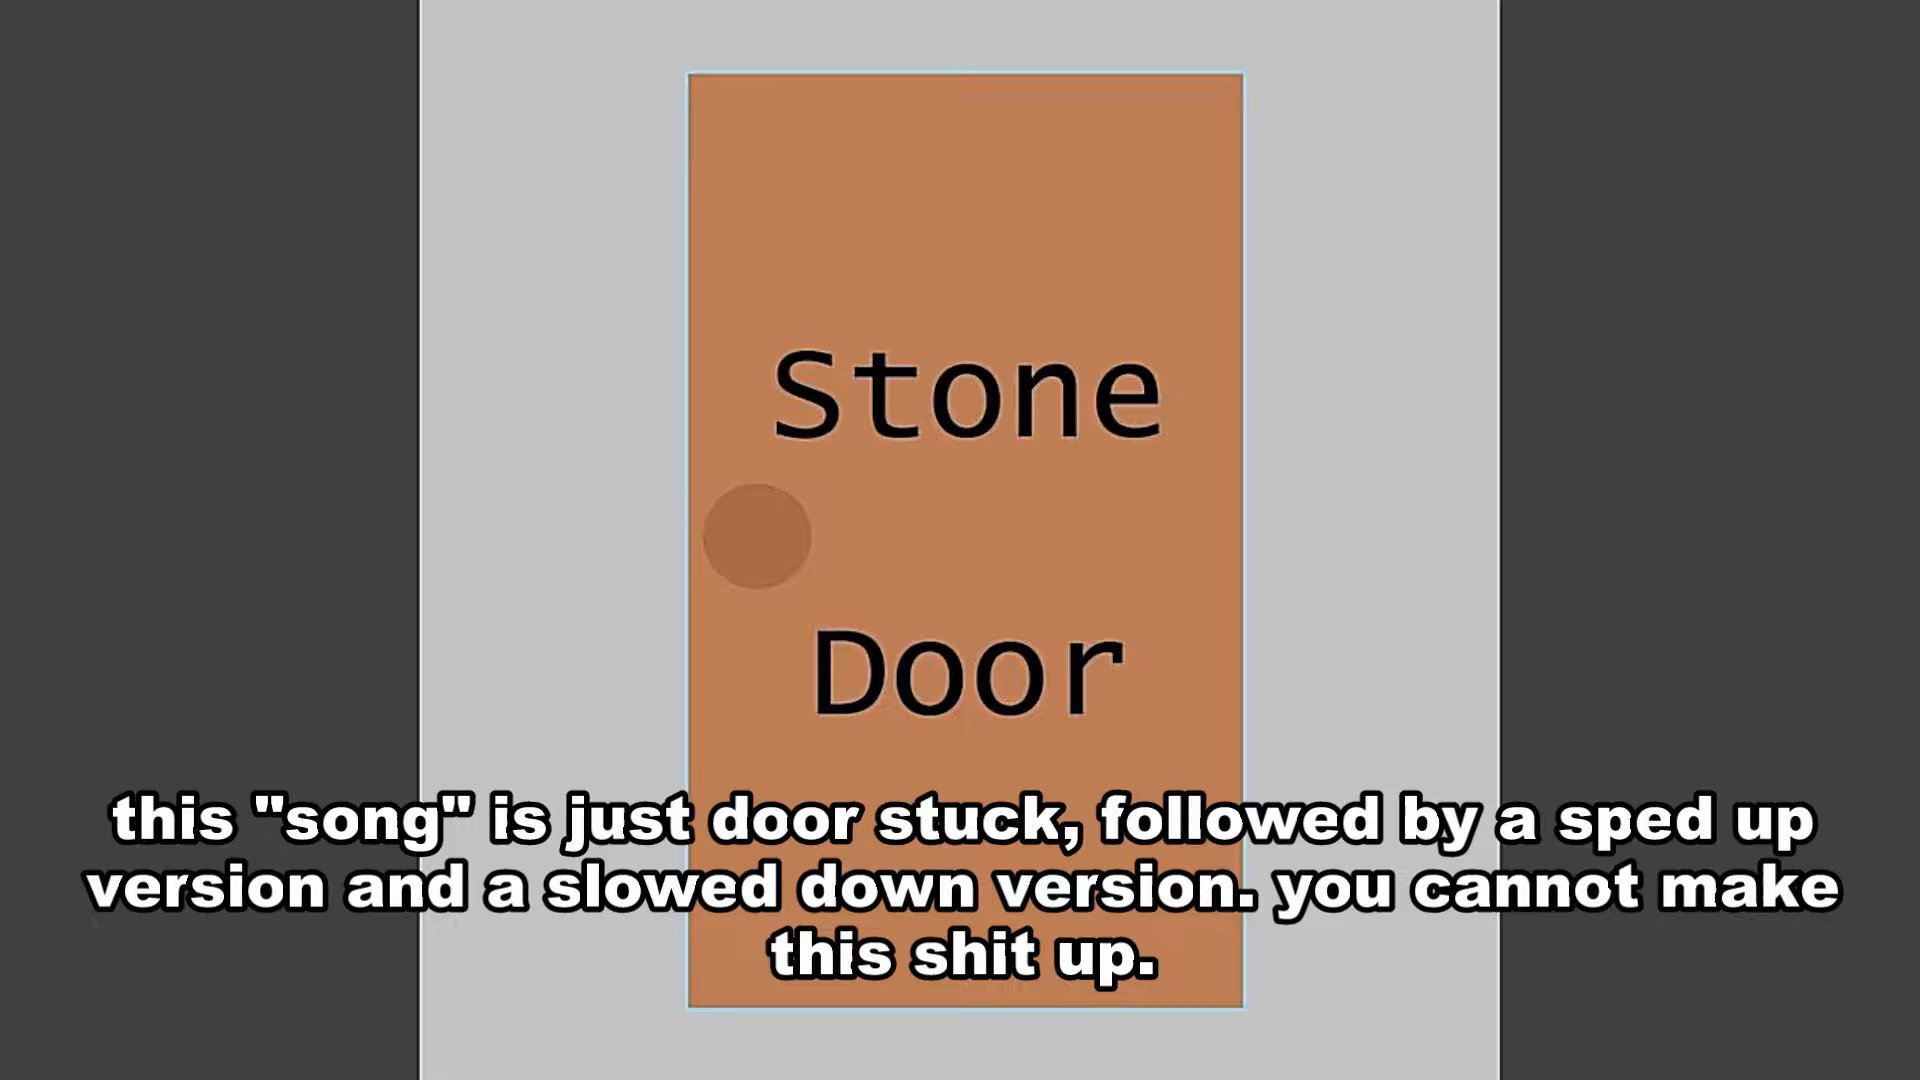 Stone
Door
this "song" is just door stuck, followed by a sped up
version and a slowed down version. you cannot make
this shit up.